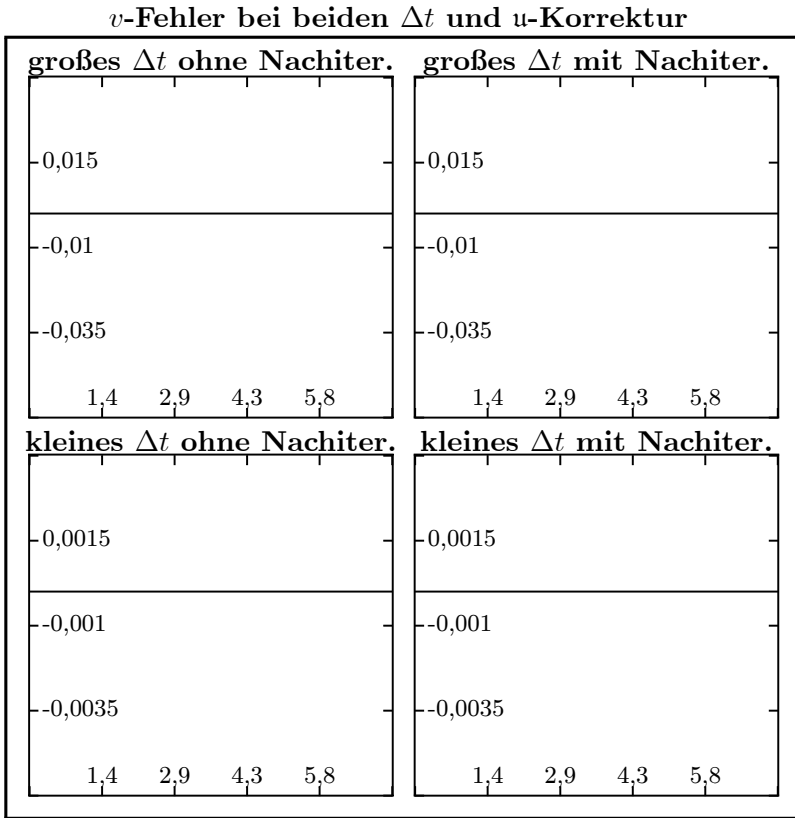 v-Fehler bei beiden Δt und 𝔲-Korrektur
großes Δt ohne Nachiter. großes Δt mit Nachiter.
0,015 0,015
-0,01 -0,01
-0,035 -0,035
1,4 2,9 4,3 5,8 1,4 2,9 4,3 5,8
kleines Δt ohne Nachiter. kleines Δt mit Nachiter.
0,0015 0,0015
-0,001 -0,001
-0,0035 -0,0035
1,4 2,9 4,3 5,8 1,4 2,9 4,3 5,8